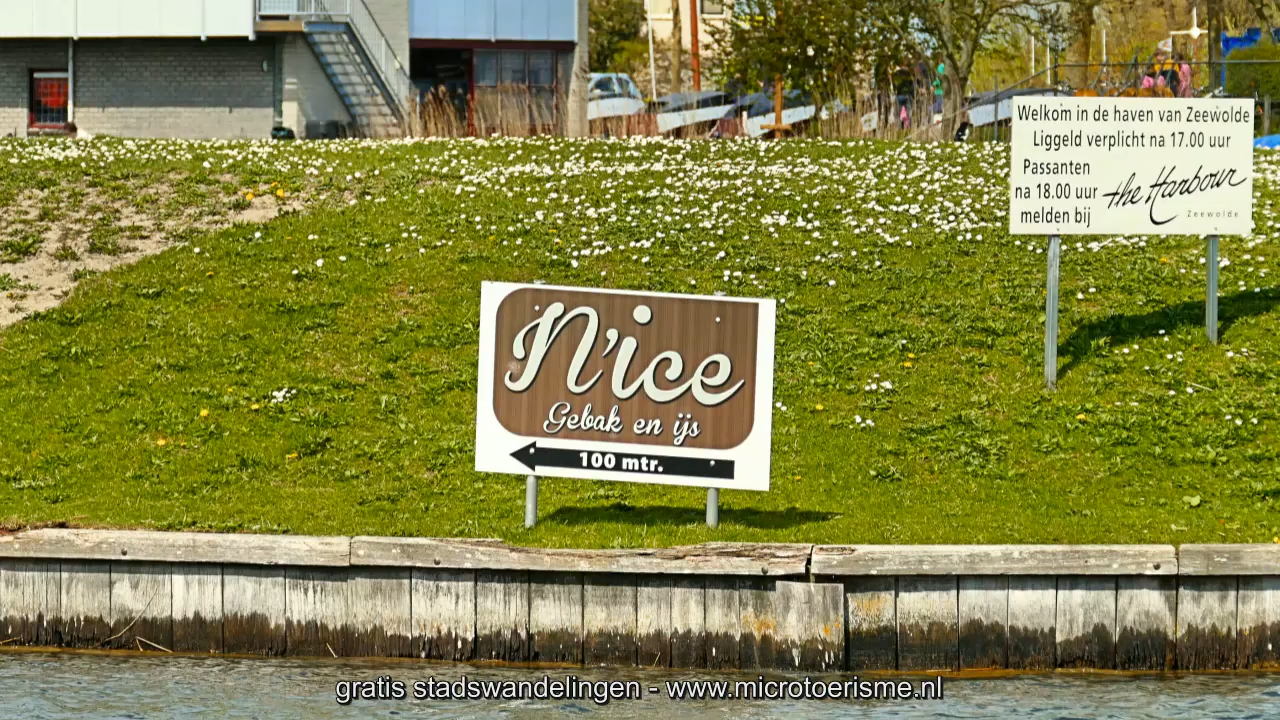 Welkom in de haven van Zeewolde
Liggeld verplicht na 17.00 uur
Passanten
na 18.00 uur
melden bij
the Harbour
Zeewolde
N'ice
Gebak en ijs
100 mtr.
gratis stadswandelingen - www.microtoerisme.nl